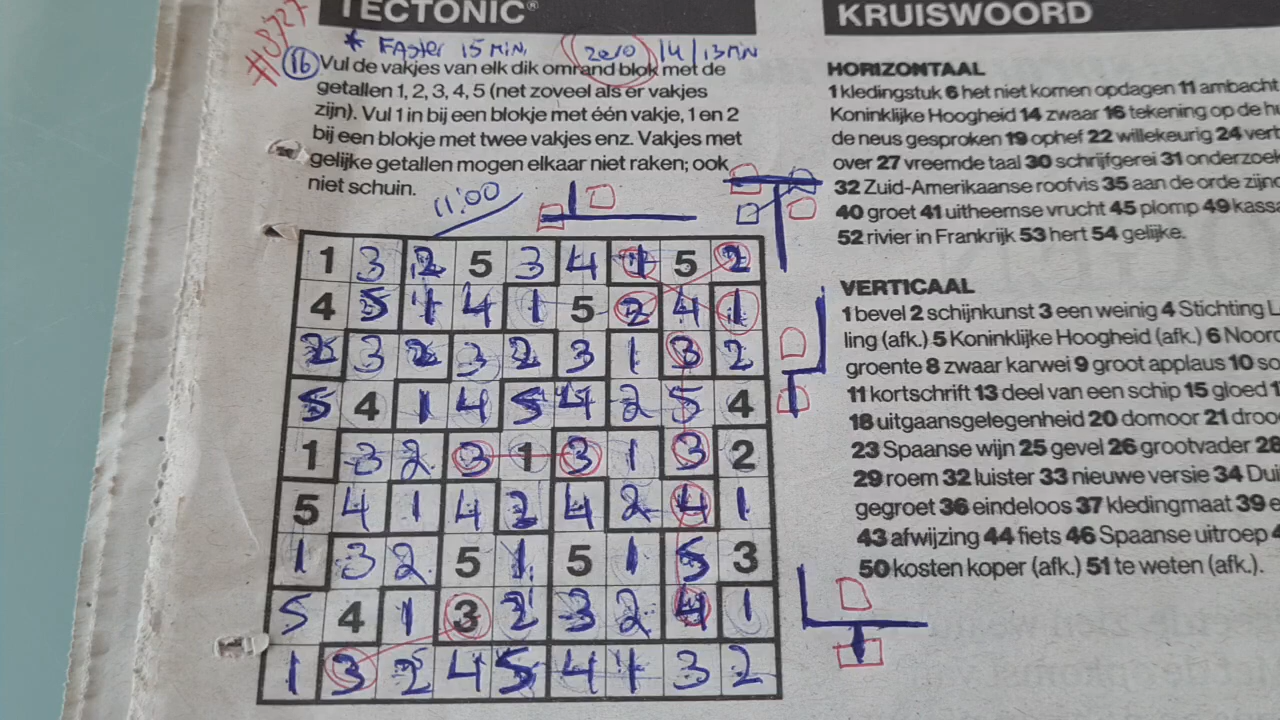 TECTONIC®
KRUISWOORD
#8727
* FASTER 15 MIN, 2010 14 / 13 MIN
16
Vul de vakjes van elk dik omrand blok met de
getallen 1, 2, 3, 4, 5 (net zoveel als er vakjes
zijn). Vul 1 in bij een blokje met één vakje, 1 en 2
bij een blokje met twee vakjes enz. Vakjes met
gelijke getallen mogen elkaar niet raken; ook
niet schuin.
11:00
1 3 2 5 3 4 1 5 2
4 5 1 4 1 5 2 4 1
2 3 2 3 2 3 1 3 2
5 4 1 4 5 4 2 5 4
1 3 2 3 1 3 1 3 2
5 4 1 4 2 4 2 4 1
1 3 2 5 1 5 1 5 3
5 4 1 3 2 3 2 4 1
1 3 2 4 5 4 1 3 2
HORIZONTAAL
1 kledingstuk 6 het niet komen opdagen 11 ambacht
Koninklijke Hoogheid 14 zwaar 16 tekening op de
de neus gesproken 19 ophef 22 willekeurig 24
over 27 vreemde taal 30 schrijfgerei 31
32 Zuid-Amerikaanse roofvis 35 aan de orde
40 groet 41 uitheemse vrucht 45 plomp 49
52 rivier in Frankrijk 53 hert 54 gelijke.
VERTICAAL
1 bevel 2 schijnkunst 3 een weinig 4 Stichting
ling (afk.) 5 Koninklijke Hoogheid (afk.) 6
ling 8 zwaar karwei 9 groot applaus 10
11 kortschrift 13 deel van een schip 15 gloed
18 uitgaansgelegenheid 20 domoor 21
23 Spaanse wijn 25 gevel 26 grootvader 28
29 roem 32 luister 33 nieuwe versie 34
gegroet 36 eindeloos 37 kledingmaat 39
43 afwijzing 44 fiets 46 Spaanse uitroep
50 kosten koper (afk.) 51 te weten (afk.).